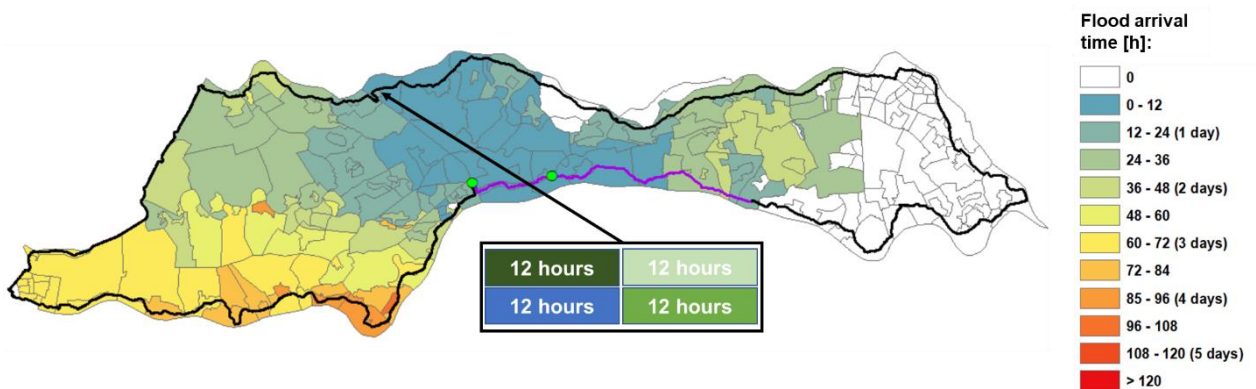 Flood arrival
time [h]:
0
0 - 12
12 - 24 (1 day)
24 - 36
36 - 48 (2 days)
48 - 60
60 - 72 (3 days)
72 - 84
85 - 96 (4 days)
96 - 108
108 - 120 (5 days)
> 120
12 hours 12 hours
12 hours 12 hours